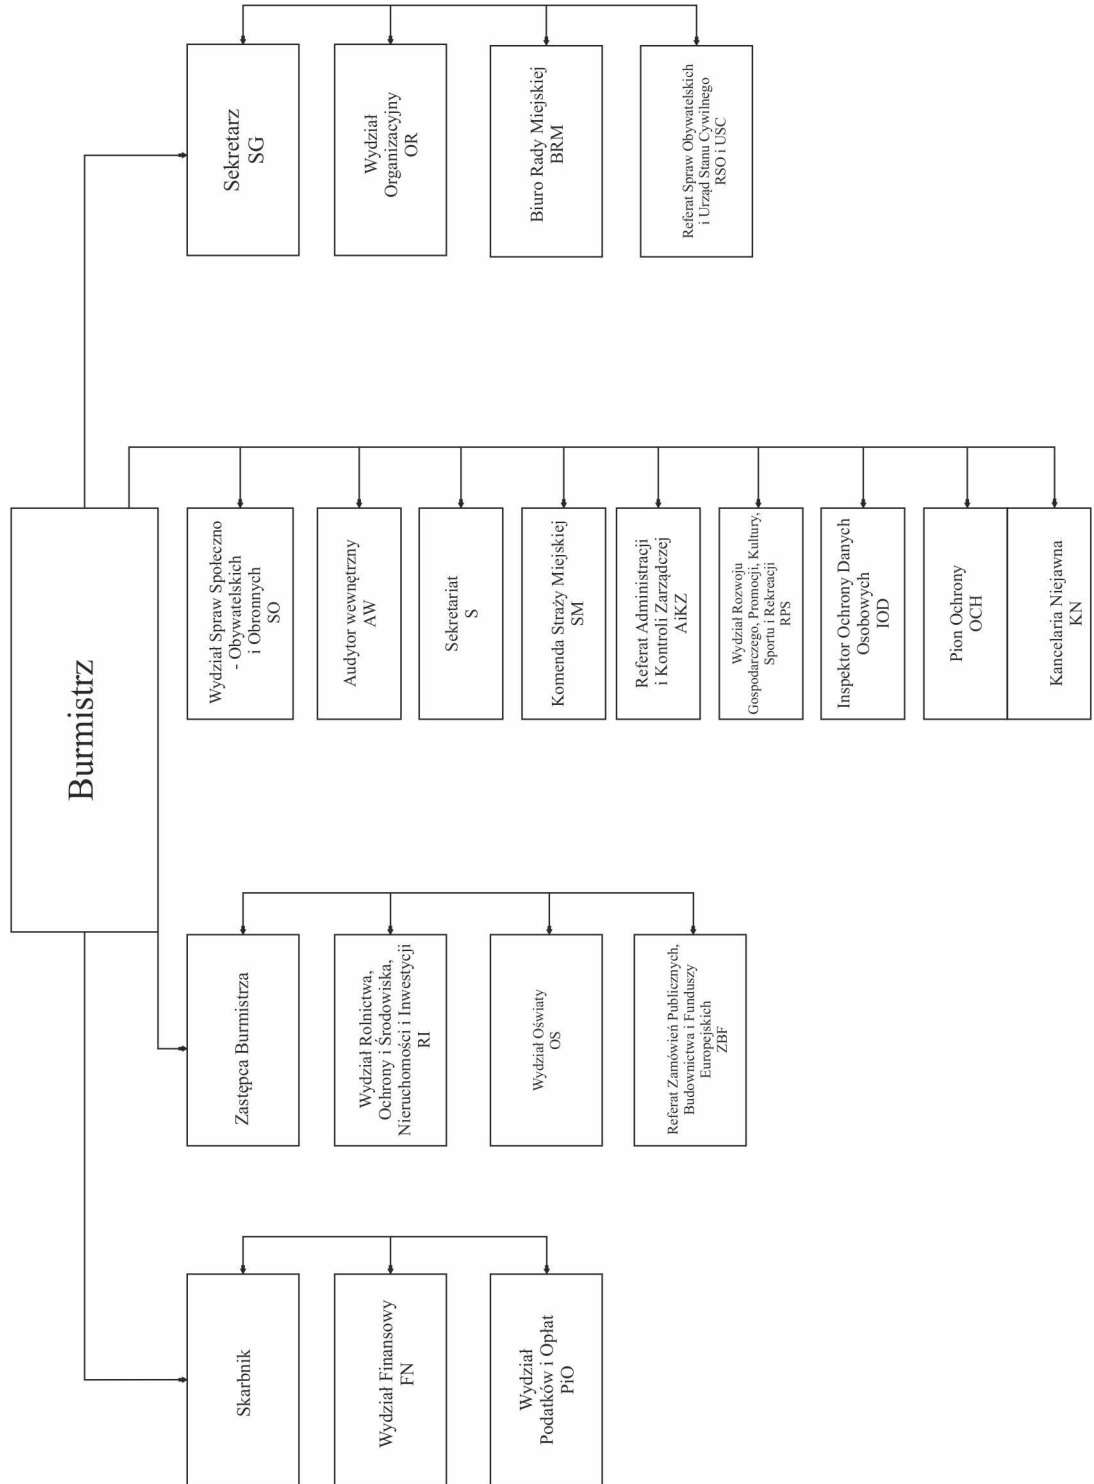 Burmistrz
Skarbnik
Wydział Finansowy
FN
Wydział
Podatków i Opłat
PiO
Zastępca Burmistrza
Wydział Rolnictwa,
Ochrony i Środowiska,
Nieruchomości i Inwestycji
RI
Wydział Oświaty
OS
Referat Zamówień Publicznych,
Budownictwa i Funduszy
Europejskich
ZBF
Wydział Spraw Społeczno
- Obywatelskich
i Obronnych
SO
Audytor wewnętrzny
AW
Sekretariat
S
Komenda Straży Miejskiej
SM
Referat Administracji
i Kontroli Zarządczej
AiKZ
Wydział Rozwoju
Gospodarczego, Promocji, Kultury,
Sportu i Rekreacji
RPS
Inspektor Ochrony Danych
Osobowych
IOD
Pion Ochrony
OCH
Kancelaria Niejawna
KN
Sekretarz
SG
Wydział
Organizacyjny
OR
Biuro Rady Miejskiej
BRM
Referat Spraw Obywatelskich
i Urząd Stanu Cywilnego
RSO i USC